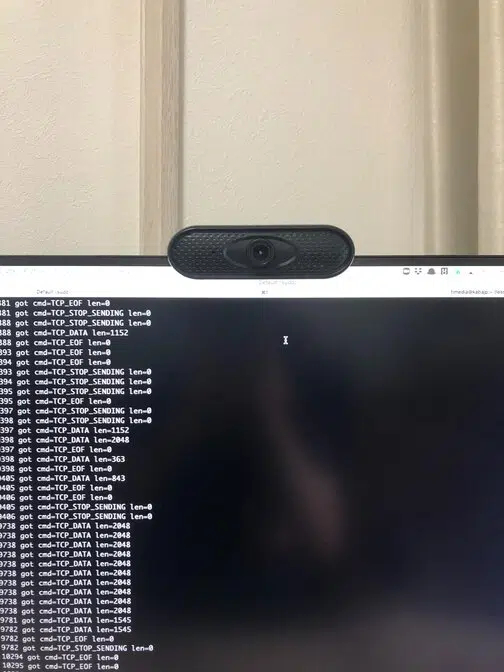 Default (sudo)
Default (sudo)
881 got cmd=TCP_EOF len=0
881 got cmd=TCP_STOP_SENDING len=0
888 got cmd=TCP_STOP_SENDING len=0
888 got cmd=TCP_DATA len=1152
888 got cmd=TCP_EOF len=0
393 got cmd=TCP_EOF len=0
394 got cmd=TCP_EOF len=0
393 got cmd=TCP_STOP_SENDING len=0
394 got cmd=TCP_STOP_SENDING len=0
395 got cmd=TCP_STOP_SENDING len=0
395 got cmd=TCP_EOF len=0
397 got cmd=TCP_STOP_SENDING len=0
398 got cmd=TCP_STOP_SENDING len=0
397 got cmd=TCP_DATA len=1152
398 got cmd=TCP_DATA len=2048
397 got cmd=TCP_EOF len=0
398 got cmd=TCP_DATA len=363
398 got cmd=TCP_EOF len=0
405 got cmd=TCP_DATA len=843
405 got cmd=TCP_EOF len=0
406 got cmd=TCP_EOF len=0
405 got cmd=TCP_STOP_SENDING len=0
406 got cmd=TCP_STOP_SENDING len=0
9738 got cmd=TCP_DATA len=2048
9738 got cmd=TCP_DATA len=2048
9738 got cmd=TCP_DATA len=2048
9738 got cmd=TCP_DATA len=2048
9738 got cmd=TCP_DATA len=2048
9738 got cmd=TCP_DATA len=2048
9738 got cmd=TCP_DATA len=2048
9738 got cmd=TCP_DATA len=2048
9738 got cmd=TCP_DATA len=2048
9738 got cmd=TCP_DATA len=2048
9781 got cmd=TCP_DATA len=1545
9782 got cmd=TCP_DATA len=1545
9782 got cmd=TCP_EOF len=0
9782 got cmd=TCP_STOP_SENDING len=0
10294 got cmd=TCP_EOF len=0
10295 got cmd=TCP_EOF len=0